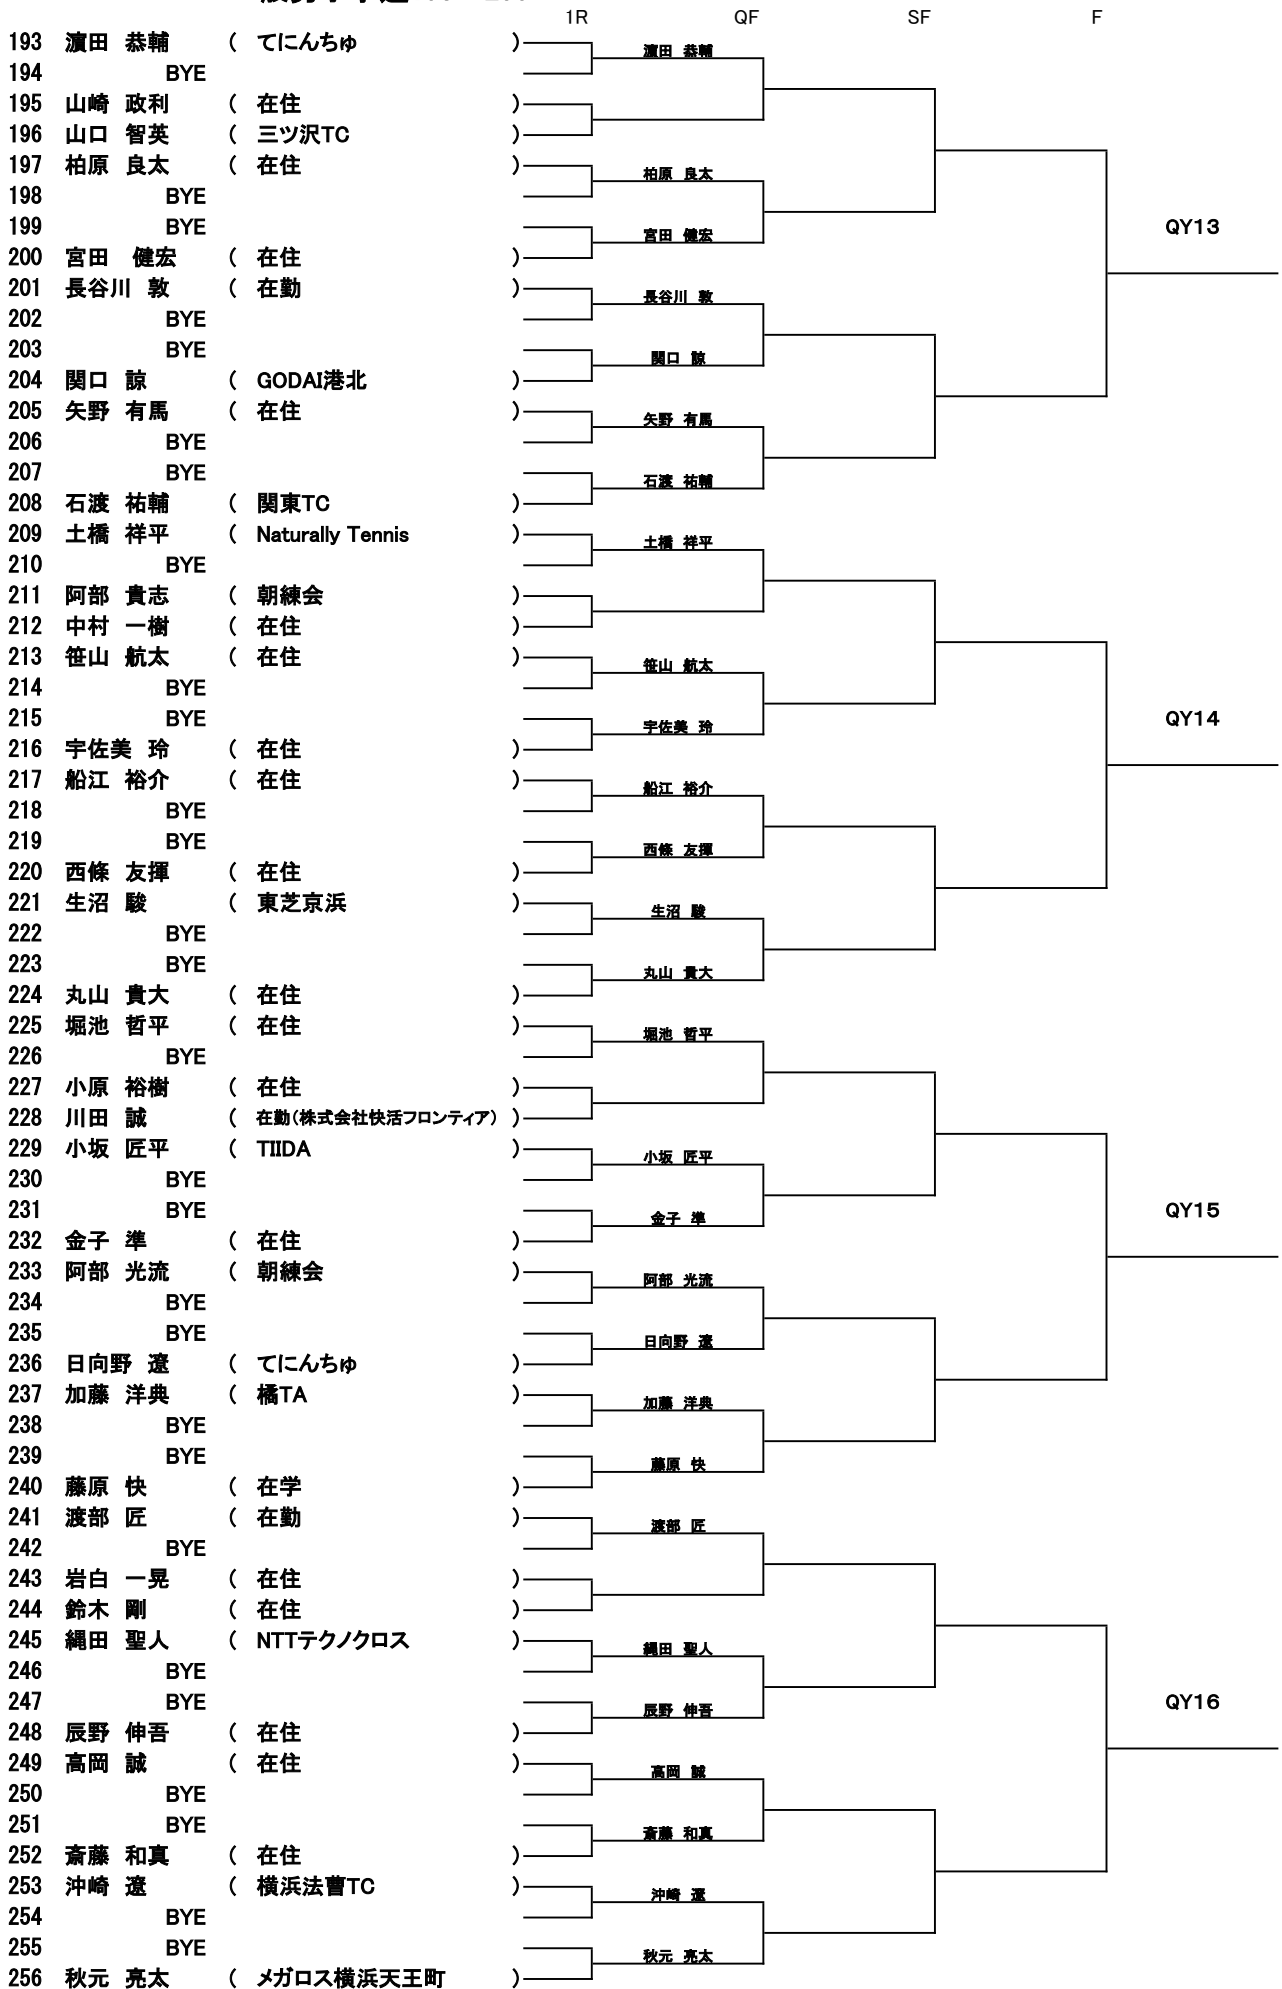 1R QF SF F
193 濵田 恭輔 ( てにんちゅ ) 濵田 恭輔
194 BYE
195 山崎 政利 ( 在住 )
196 山口 智英 ( 三ツ沢TC )
197 柏原 良太 ( 在住 ) 柏原 良太
198 BYE
199 BYE QY13
200 宮田 健宏 ( 在住 ) 宮田 健宏
201 長谷川 敦 ( 在勤 ) 長谷川 敦
202 BYE
203 BYE
204 関口 諒 ( GODAI港北 ) 関口 諒
205 矢野 有馬 ( 在住 ) 矢野 有馬
206 BYE
207 BYE
208 石渡 祐輔 ( 関東TC ) 石渡 祐輔
209 土橋 祥平 ( Naturally Tennis ) 土橋 祥平
210 BYE
211 阿部 貴志 ( 朝練会 )
212 中村 一樹 ( 在住 )
213 笹山 航太 ( 在住 ) 笹山 航太
214 BYE
215 BYE QY14
216 宇佐美 玲 ( 在住 ) 宇佐美 玲
217 船江 裕介 ( 在住 ) 船江 裕介
218 BYE
219 BYE
220 西條 友揮 ( 在住 ) 西條 友揮
221 生沼 駿 ( 東芝京浜 ) 生沼 駿
222 BYE
223 BYE
224 丸山 貴大 ( 在住 ) 丸山 貴大
225 堀池 哲平 ( 在住 ) 堀池 哲平
226 BYE
227 小原 裕樹 ( 在住 )
228 川田 誠 ( 在勤(株式会社快活フロンティア) )
229 小坂 匠平 ( TIIDA ) 小坂 匠平
230 BYE
231 BYE QY15
232 金子 準 ( 在住 ) 金子 準
233 阿部 光流 ( 朝練会 ) 阿部 光流
234 BYE
235 BYE
236 日向野 遼 ( てにんちゅ ) 日向野 遼
237 加藤 洋典 ( 橘TA ) 加藤 洋典
238 BYE
239 BYE
240 藤原 快 ( 在学 ) 藤原 快
241 渡部 匠 ( 在勤 ) 渡部 匠
242 BYE
243 岩白 一晃 ( 在住 )
244 鈴木 剛 ( 在住 )
245 縄田 聖人 ( NTTテクノクロス ) 縄田 聖人
246 BYE
247 BYE QY16
248 辰野 伸吾 ( 在住 ) 辰野 伸吾
249 高岡 誠 ( 在住 ) 高岡 誠
250 BYE
251 BYE
252 斎藤 和真 ( 在住 ) 斎藤 和真
253 沖崎 遼 ( 横浜法曹TC ) 沖崎 遼
254 BYE
255 BYE
256 秋元 亮太 ( メガロス横浜天王町 ) 秋元 亮太